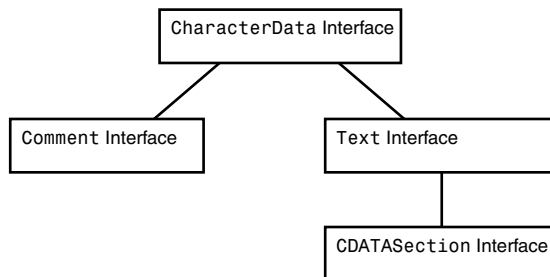 CharacterData Interface
Comment Interface
Text Interface
CDATASection Interface